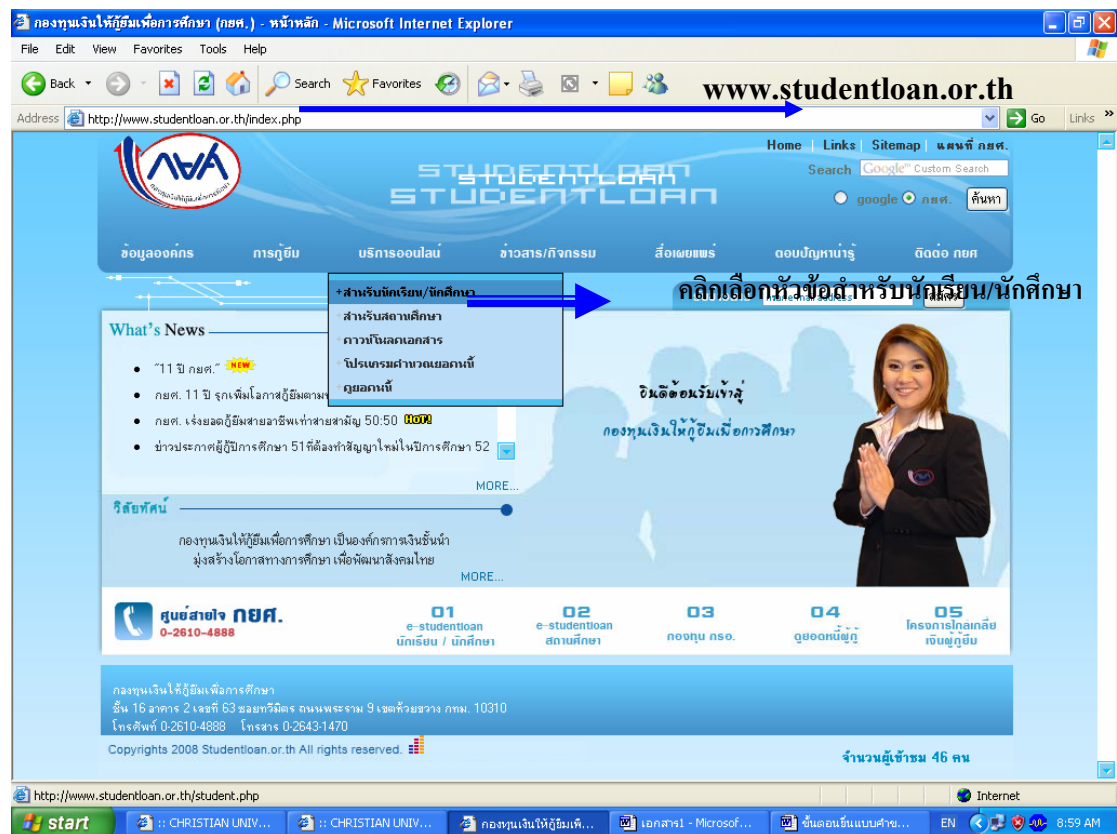 กองทุนเงินให้กู้ยืมเพื่อการศึกษา (กยศ.) - หน้าหลัก - Microsoft Internet Explorer
File Edit View Favorites Tools Help
Back Search Favorites
www.studentloan.or.th
Address http://www.studentloan.or.th/index.php Go Links »
Home | Links | Sitemap | แผนที่ กยศ.
กยศ
กองทุนเงินให้กู้ยืมเพื่อการศึกษา
STUDENTLOAN
STUDENTLOAN
STUDENTLOAN
Search Google™ Custom Search
google กยศ. ค้นหา
ข้อมูลองค์กร การกู้ยืม บริการออนไลน์ ข่าวสาร/กิจกรรม สื่อเผยแพร่ ตอบปัญหาน่ารู้ ติดต่อ กยศ
+สำหรับนักเรียน/นักศึกษา
คลิกเลือกหัวข้อสำหรับนักเรียน/นักศึกษา
+สำหรับสถานศึกษา
+ดาวน์โหลดเอกสาร
+โปรแกรมคำนวณยอดหนี้
+ดูยอดหนี้
What's News
"11 ปี กยศ." NEW
กยศ. 11 ปี รุกเพิ่มโอกาสกู้ยืมตาม
กยศ. เร่งยอดกู้ยืมสายอาชีพเท่าสายสามัญ 50:50 HOT!
ข่าวประกาศผู้กู้ปีการศึกษา 51ที่ต้องทำสัญญาใหม่ในปีการศึกษา 52
MORE...
ยินดีต้อนรับเข้าสู่
กองทุนเงินให้กู้ยืมเพื่อการศึกษา
วิสัยทัศน์
กองทุนเงินให้กู้ยืมเพื่อการศึกษา เป็นองค์กรการเงินชั้นนำ
มุ่งสร้างโอกาสทางการศึกษา เพื่อพัฒนาสังคมไทย
MORE...
ศูนย์สายใจ กยศ.
0-2610-4888
01
e-studentloan
นักเรียน / นักศึกษา
02
e-studentloan
สถานศึกษา
03
กองทุน กรอ.
04
ดูยอดหนี้ผู้กู้
05
โครงการไกล่เกลี่ย
เงินผู้กู้ยืม
กองทุนเงินให้กู้ยืมเพื่อการศึกษา
ชั้น 16 อาคาร 2 เลขที่ 63 ซอยทวีมิตร ถนนพระราม 9 เขตห้วยขวาง กทม. 10310
โทรศัพท์ 0-2610-4888 โทรสาร 0-2643-1470
Copyrights 2008 Studentloan.or.th All rights reserved.
จำนวนผู้เข้าชม 46 คน
http://www.studentloan.or.th/student.php Internet
start :: CHRISTIAN UNIV... :: CHRISTIAN UNIV... กองทุนเงินให้กู้ยืมเพื่... เอกสาร1 - Microsof... ขั้นตอนยื่นแบบคำข... EN 8:59 AM